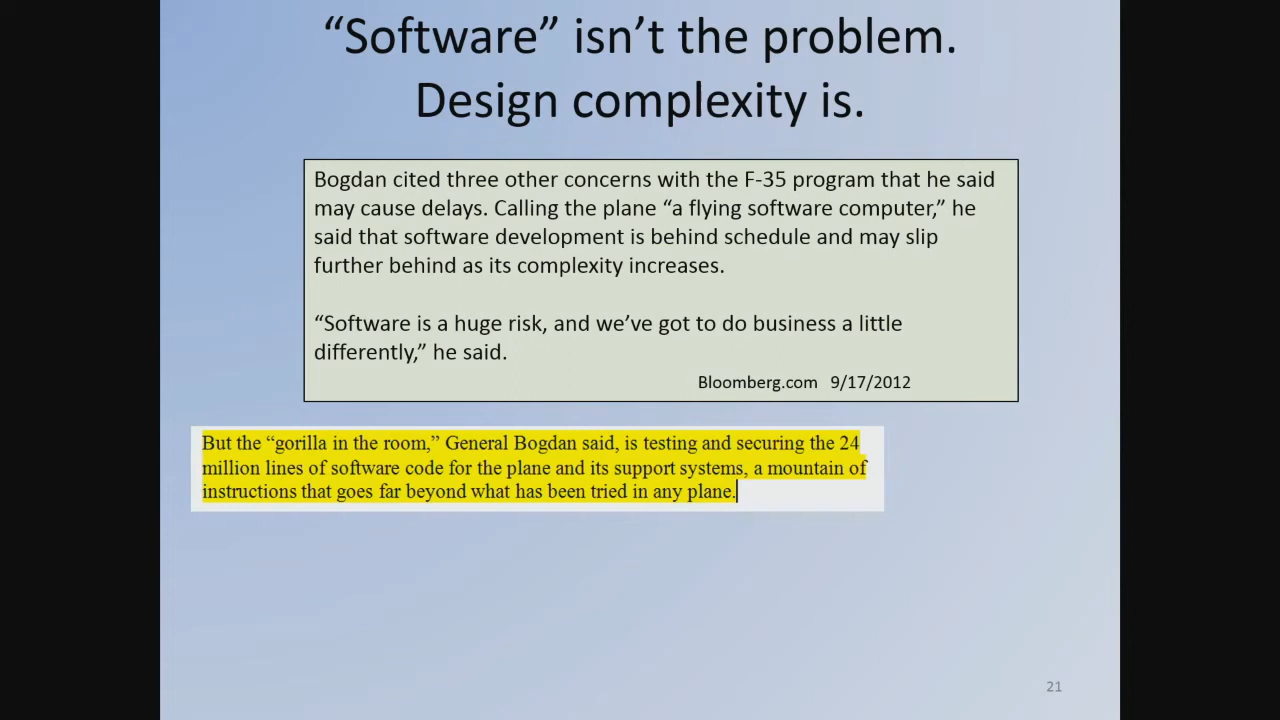 “Software” isn’t the problem.
Design complexity is.
Bogdan cited three other concerns with the F-35 program that he said
may cause delays. Calling the plane “a flying software computer,” he
said that software development is behind schedule and may slip
further behind as its complexity increases.
“Software is a huge risk, and we’ve got to do business a little
differently,” he said.
Bloomberg.com 9/17/2012
But the “gorilla in the room,” General Bogdan said, is testing and securing the 24
million lines of software code for the plane and its support systems, a mountain of
instructions that goes far beyond what has been tried in any plane.
21